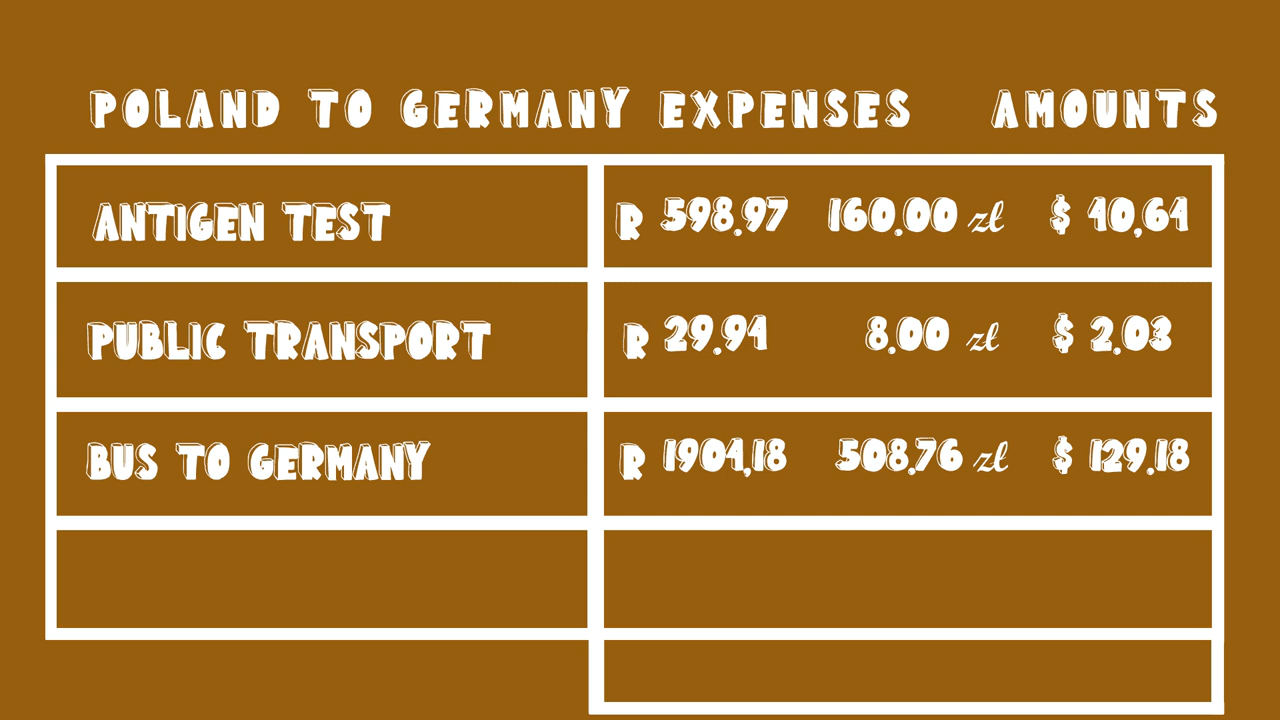 POLAND TO GERMANY EXPENSES AMOUNTS
ANTIGEN TEST R 598.97 160.00 zł $ 40,64
PUBLIC TRANSPORT R 29.94 8.00 zł $ 2.03
BUS TO GERMANY R 1904,18 508.76 zł $ 129.18